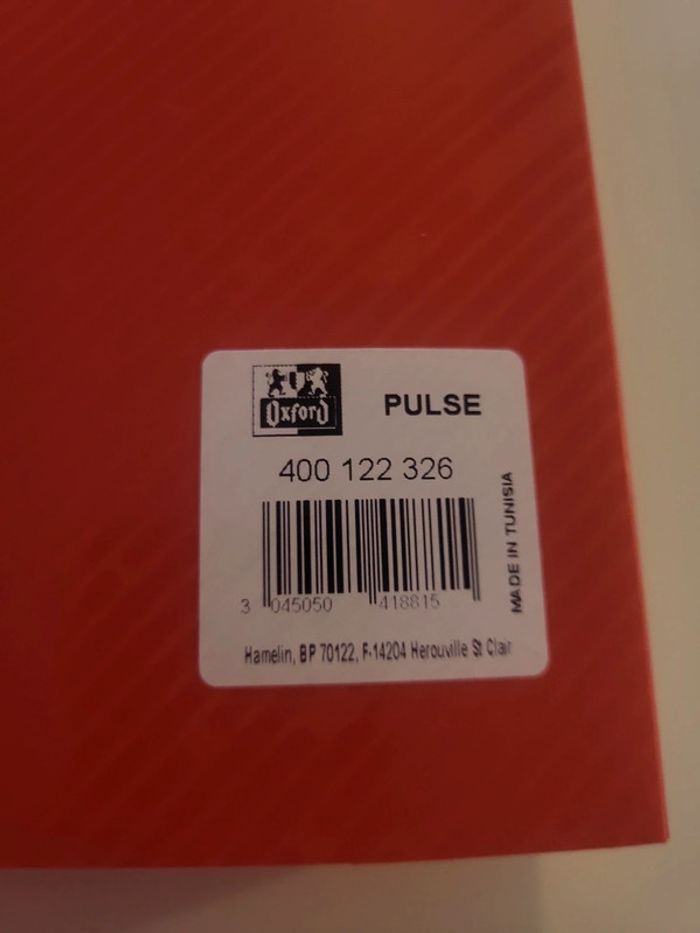 Oxford
PULSE
400 122 326
3 045050 418815
MADE IN TUNISIA
Hamelin, BP 70122, F-14204 Herouville St Clair